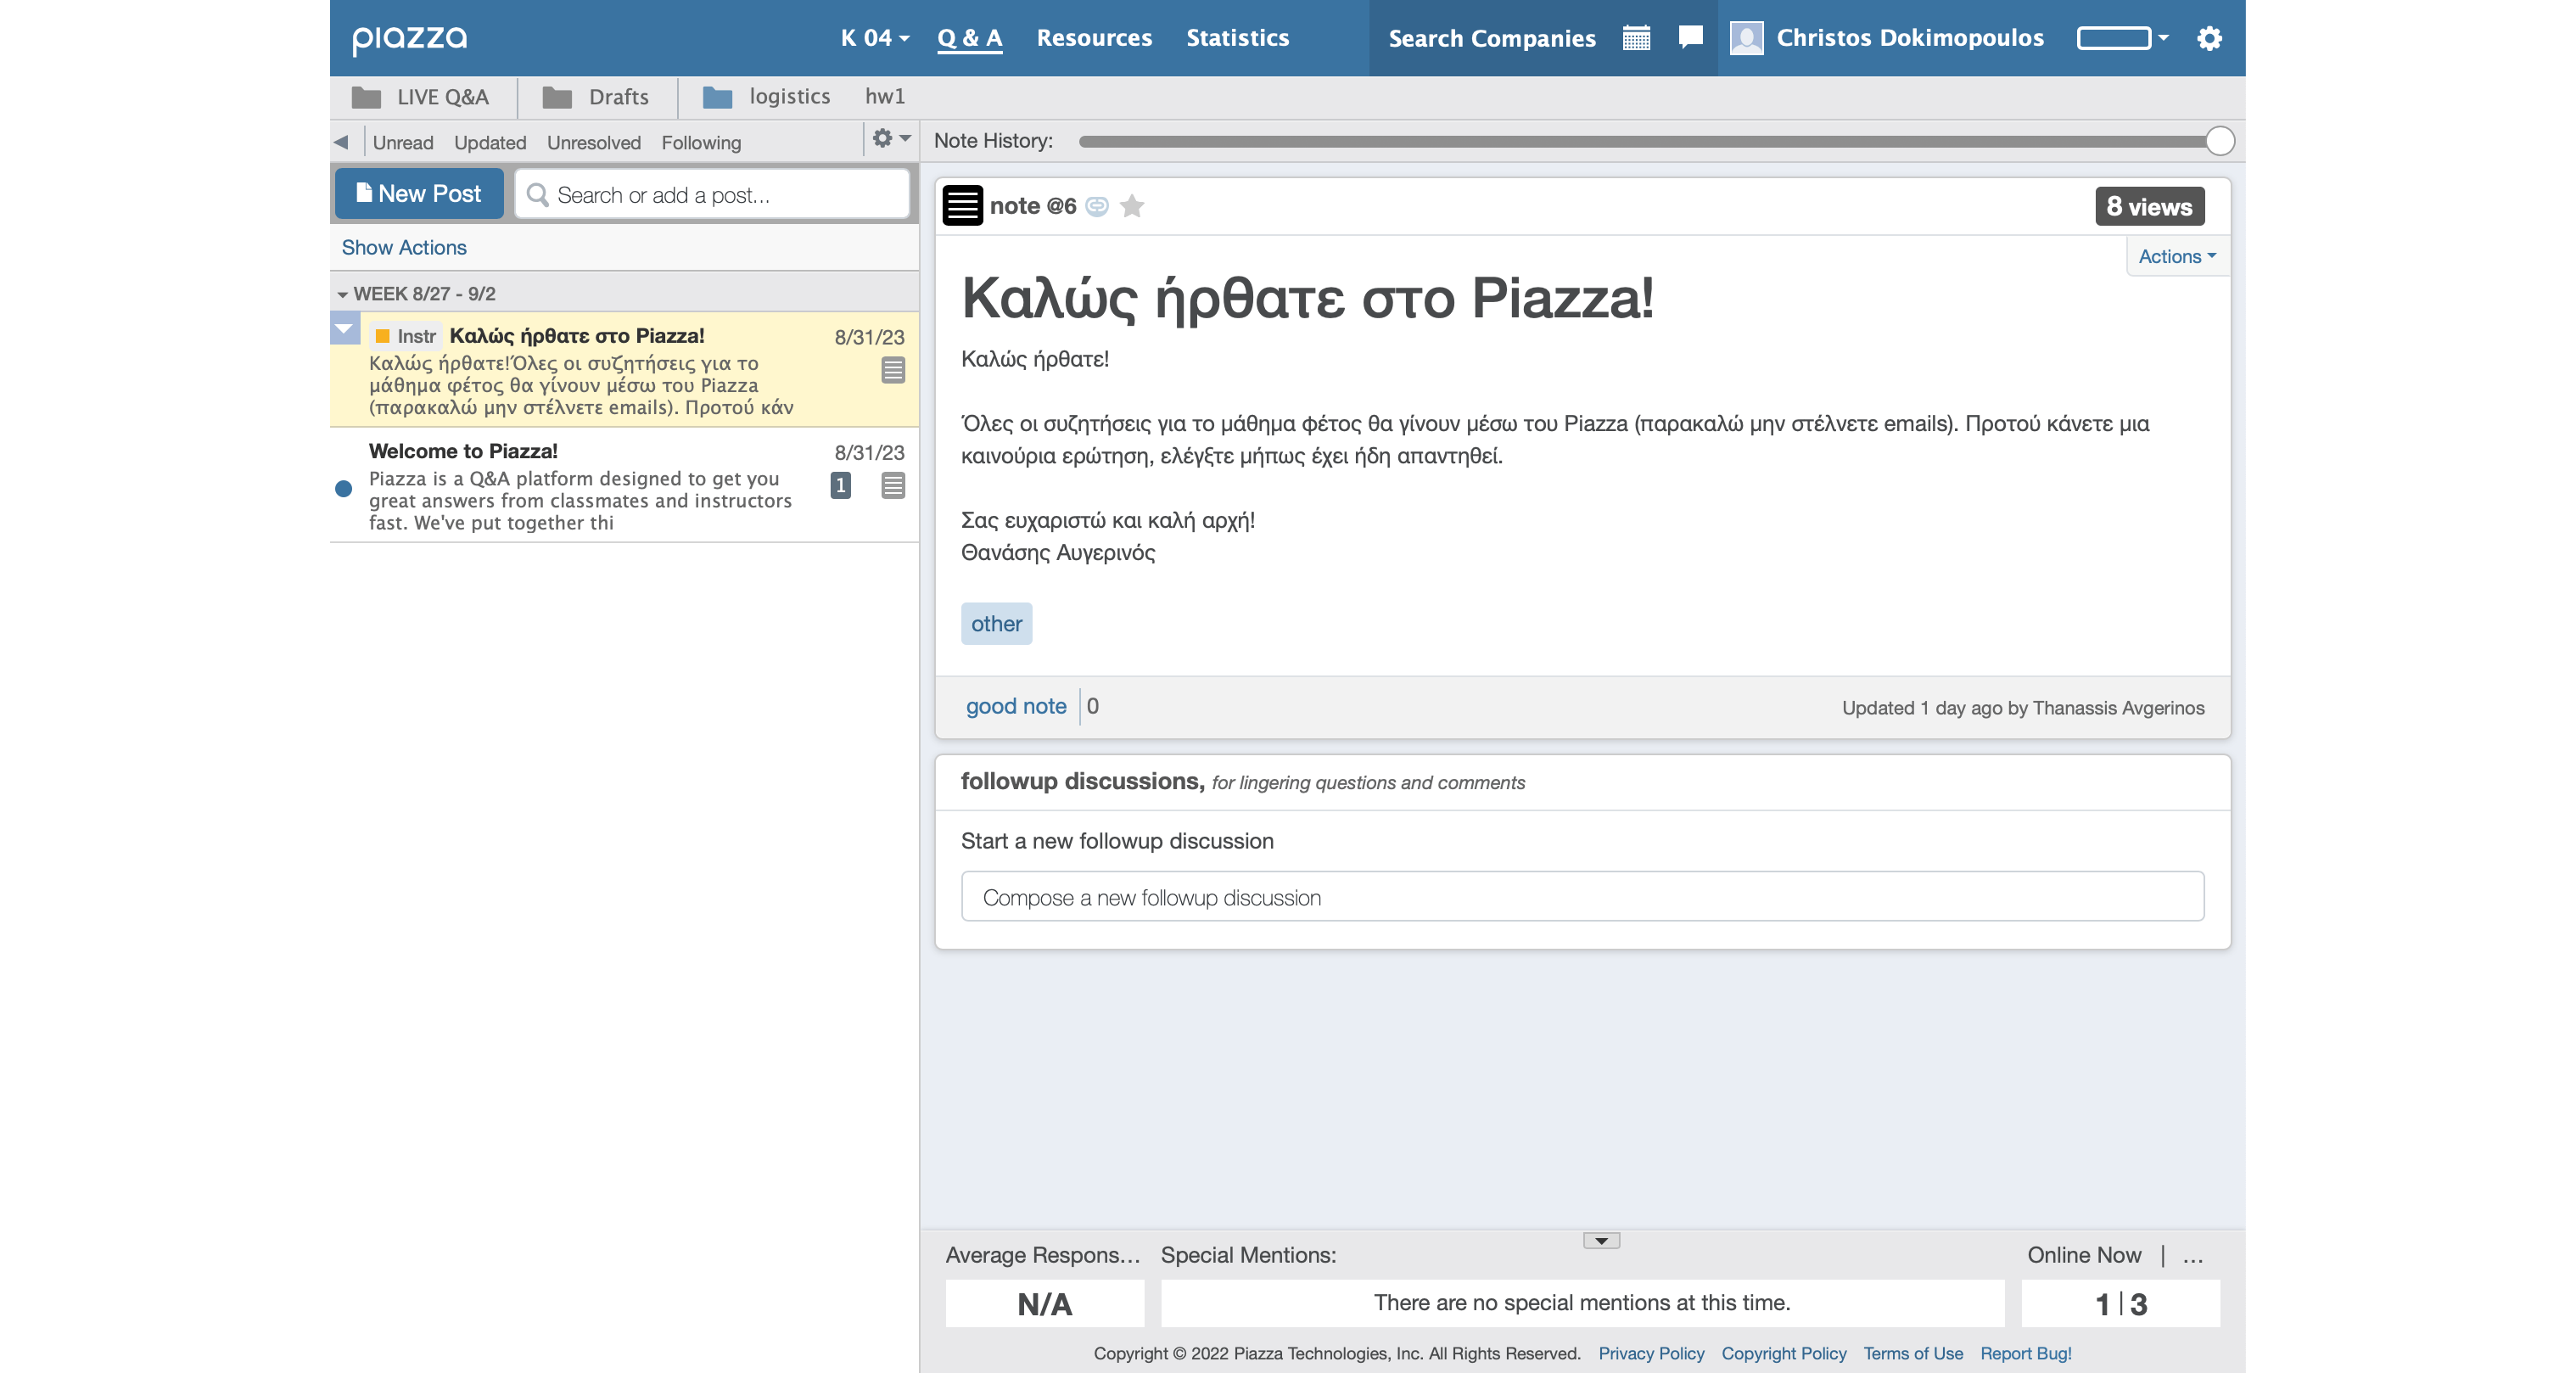 piazza
K 04
Q & A
Resources
Statistics
Search Companies
Christos Dokimopoulos
LIVE Q&A
Drafts
logistics
hw1
Unread
Updated
Unresolved
Following
Note History:
New Post
Search or add a post...
Show Actions
WEEK 8/27 - 9/2
Instr Καλώς ήρθατε στο Piazza! 8/31/23
Καλώς ήρθατε!Όλες οι συζητήσεις για το
μάθημα φέτος θα γίνουν μέσω του Piazza
(παρακαλώ μην στέλνετε emails). Προτού κάν
Welcome to Piazza! 8/31/23
Piazza is a Q&A platform designed to get you
great answers from classmates and instructors
fast. We've put together thi
1
note @6
8 views
Actions
Καλώς ήρθατε στο Piazza!
Καλώς ήρθατε!
Όλες οι συζητήσεις για το μάθημα φέτος θα γίνουν μέσω του Piazza (παρακαλώ μην στέλνετε emails). Προτού κάνετε μια
καινούρια ερώτηση, ελέγξτε μήπως έχει ήδη απαντηθεί.
Σας ευχαριστώ και καλή αρχή!
Θανάσης Αυγερινός
other
good note 0
Updated 1 day ago by Thanassis Avgerinos
followup discussions, for lingering questions and comments
Start a new followup discussion
Compose a new followup discussion
Average Respons...
Special Mentions:
Online Now | ...
N/A
There are no special mentions at this time.
1 | 3
Copyright © 2022 Piazza Technologies, Inc. All Rights Reserved. Privacy Policy Copyright Policy Terms of Use Report Bug!